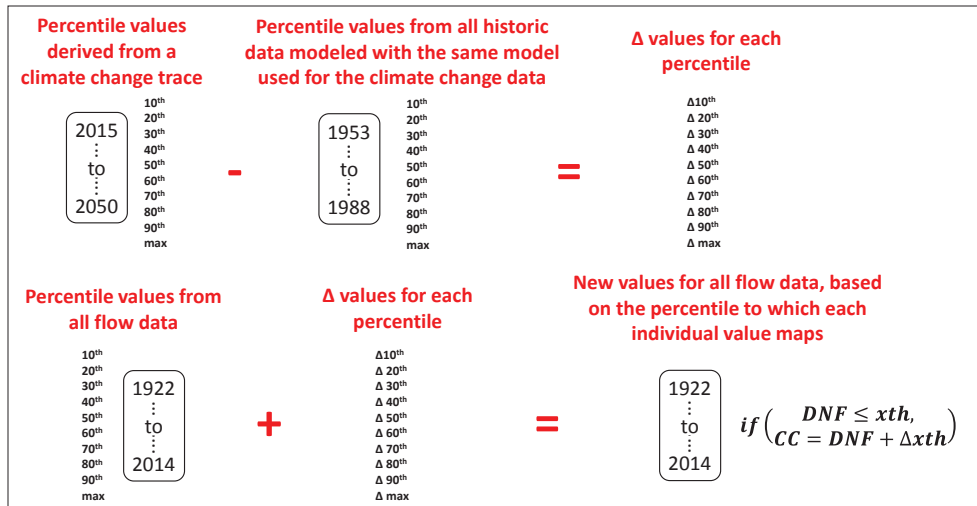 Percentile values
derived from a
climate change trace
2015
to
2050
10th
20th
30th
40th
50th
60th
70th
80th
90th
max
-
Percentile values from all historic
data modeled with the same model
used for the climate change data
1953
to
1988
10th
20th
30th
40th
50th
60th
70th
80th
90th
max
=
Δ values for each
percentile
Δ10th
Δ 20th
Δ 30th
Δ 40th
Δ 50th
Δ 60th
Δ 70th
Δ 80th
Δ 90th
Δ max
Percentile values from
all flow data
10th
20th
30th
40th
50th
60th
70th
80th
90th
max
1922
to
2014
+
Δ values for each
percentile
Δ10th
Δ 20th
Δ 30th
Δ 40th
Δ 50th
Δ 60th
Δ 70th
Δ 80th
Δ 90th
Δ max
=
New values for all flow data, based
on the percentile to which each
individual value maps
1922
to
2014
if ( DNF ≤ xth,
CC = DNF + Δxth )